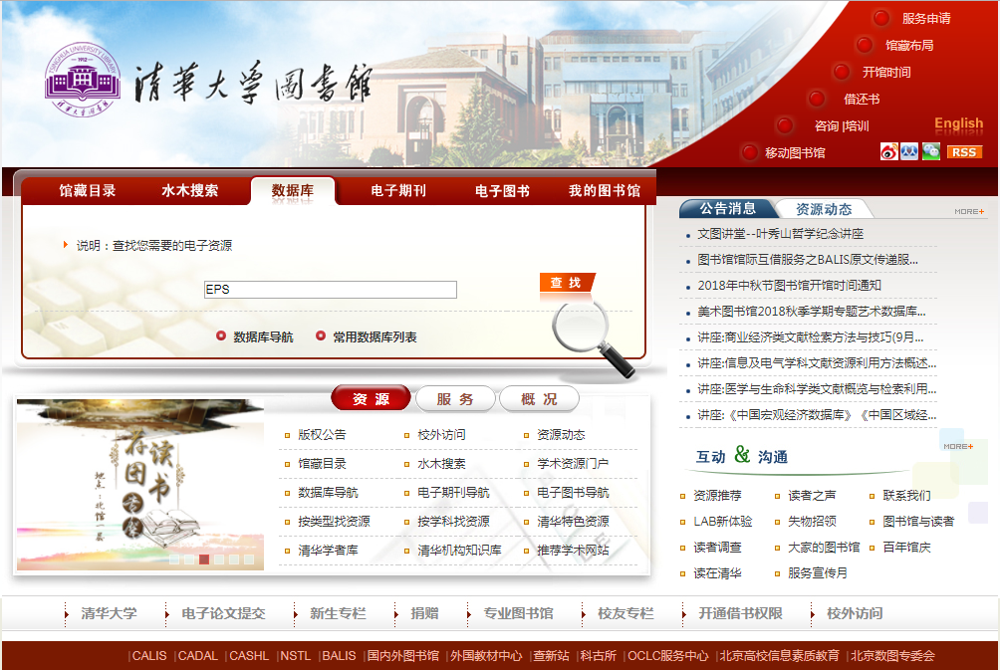 TSINGHUA UNIVERSITY LIBRARY
1912
清华大学图书馆
清華大学圖書館
服务申请
馆藏布局
开馆时间
借还书
咨询 |培训
English
移动图书馆
RSS
馆藏目录 水木搜索 数据库 电子期刊 电子图书 我的图书馆
说明：查找您需要的电子资源
EPS
查 找
数据库导航 常用数据库列表
公告消息 资源动态 MORE+
文图讲堂--叶秀山哲学纪念讲座
图书馆馆际互借服务之BALIS原文传递服...
2018年中秋节图书馆开馆时间通知
美术图书馆2018秋季学期专题艺术数据库...
讲座:商业经济类文献检索方法与技巧(9月...
讲座:信息及电气学科文献资源利用方法概述...
讲座:医学与生命科学类文献概览与检索利用...
讲座:《中国宏观经济数据库》《中国区域经...
资 源 服 务 概 况
版权公告 校外访问 资源动态
馆藏目录 水木搜索 学术资源门户
数据库导航 电子期刊导航 电子图书导航
按类型找资源 按学科找资源 清华特色资源
清华学者库 清华机构知识库 推荐学术网站
读书
存图
专架
互动 & 沟通 MORE+
资源推荐 读者之声 联系我们
LAB新体验 失物招领 图书馆与读者
读者调查 大家的图书馆 百年馆庆
读在清华 服务宣传月
清华大学 电子论文提交 新生专栏 捐赠 专业图书馆 校友专栏 开通借书权限 校外访问
|CALIS |CADAL |CASHL |NSTL |BALIS |国内外图书馆 |外国教材中心 |查新站 |科古所 |OCLC服务中心 |北京高校信息素质教育 |北京数图专委会